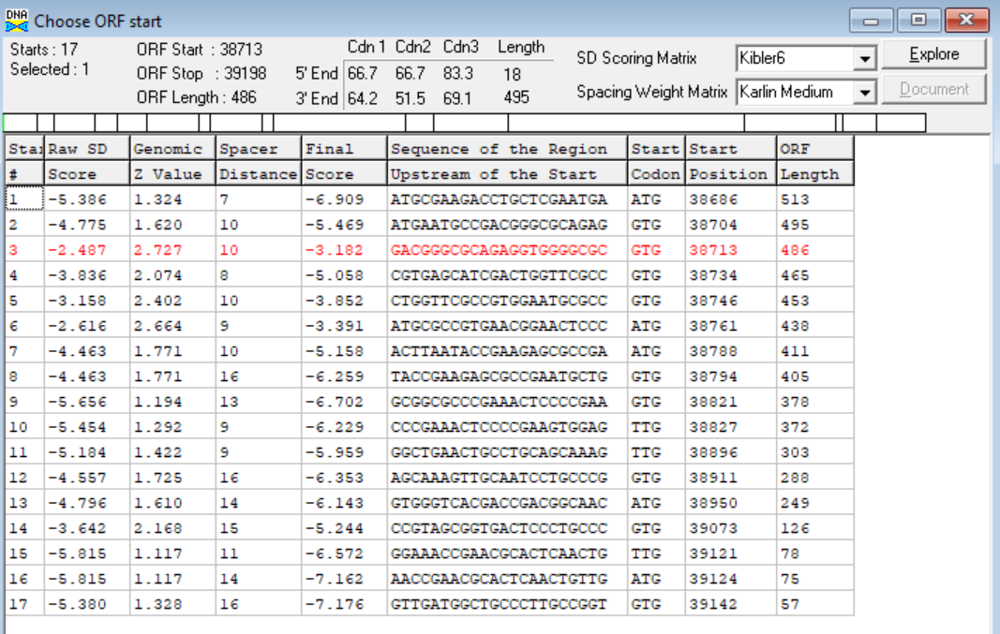 DNA Choose ORF start
Starts : 17 ORF Start : 38713 Cdn 1 Cdn2 Cdn3 Length SD Scoring Matrix Kibler6 Explore
Selected : 1 ORF Stop : 39198 5' End 66.7 66.7 83.3 18
ORF Length : 486 3' End 64.2 51.5 69.1 495 Spacing Weight Matrix Karlin Medium Document
Star Raw SD Genomic Spacer Final Sequence of the Region Start Start ORF
# Score Z Value Distance Score Upstream of the Start Codon Position Length
1 -5.386 1.324 7 -6.909 ATGCGAAGACCTGCTCGAATGA ATG 38686 513
2 -4.775 1.620 10 -5.469 ATGAATGCCGACGGGCGCAGAG GTG 38704 495
3 -2.487 2.727 10 -3.182 GACGGGCGCAGAGGTGGGGCGC GTG 38713 486
4 -3.836 2.074 8 -5.058 CGTGAGCATCGACTGGTTCGCC GTG 38734 465
5 -3.158 2.402 10 -3.852 CTGGTTCGCCGTGGAATGCGCC GTG 38746 453
6 -2.616 2.664 9 -3.391 ATGCGCCGTGAACGGAACTCCC ATG 38761 438
7 -4.463 1.771 10 -5.158 ACTTAATACCGAAGAGCGCCGA ATG 38788 411
8 -4.463 1.771 16 -6.259 TACCGAAGAGCGCCGAATGCTG GTG 38794 405
9 -5.656 1.194 13 -6.702 GCGGCGCCCGAAACTCCCCGAA GTG 38821 378
10 -5.454 1.292 9 -6.229 CCCGAAACTCCCCGAAGTGGAG TTG 38827 372
11 -5.184 1.422 9 -5.959 GGCTGAACTGCCTGCAGCAAAG TTG 38896 303
12 -4.557 1.725 16 -6.353 AGCAAAGTTGCAATCCTGCCCG GTG 38911 288
13 -4.796 1.610 14 -6.143 GTGGGTCACGACCGACGGCAAC ATG 38950 249
14 -3.642 2.168 15 -5.244 CCGTAGCGGTGACTCCCTGCCC GTG 39073 126
15 -5.815 1.117 11 -6.572 GGAAACCGAACGCACTCAACTG TTG 39121 78
16 -5.815 1.117 14 -7.162 AACCGAACGCACTCAACTGTTG ATG 39124 75
17 -5.380 1.328 16 -7.176 GTTGATGGCTGCCCTTGCCGGT GTG 39142 57